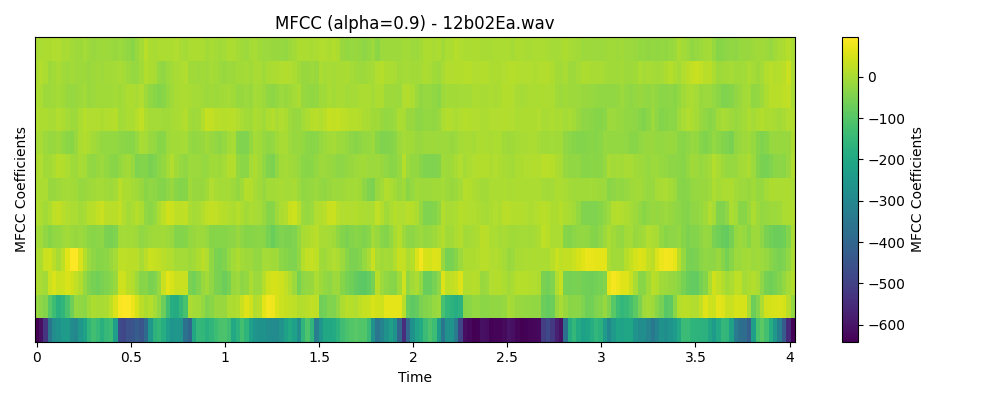 MFCC (alpha=0.9) - 12b02Ea.wav
MFCC Coefficients
0 0.5 1 1.5 2 2.5 3 3.5 4
Time
0
−100
−200
−300
−400
−500
−600
MFCC Coefficients